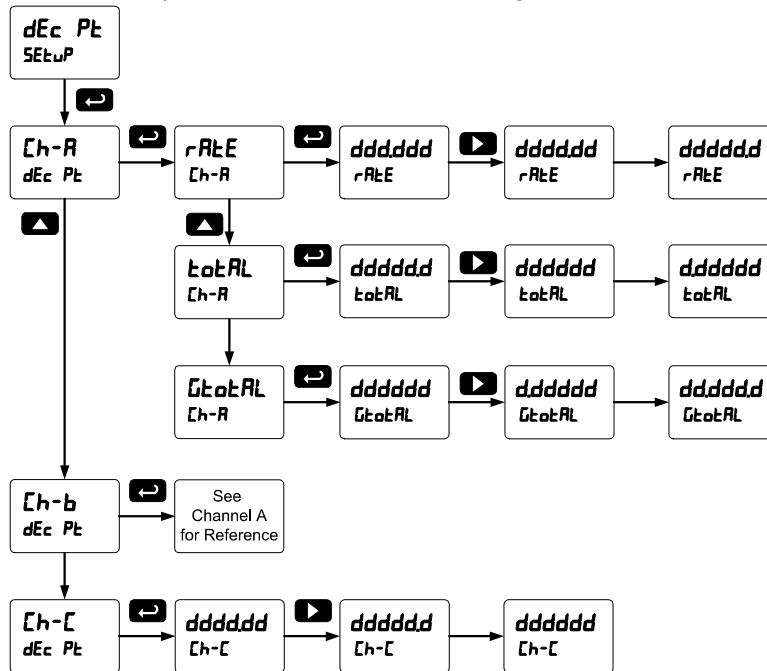 dEc Pt
SEtuP
Ch-A
dEc Pt
rAtE
Ch-A
ddd.ddd
rAtE
dddd.dd
rAtE
ddddd.d
rAtE
totAL
Ch-A
ddddd.d
totAL
dddddd
totAL
d.ddddd
totAL
GtotAL
Ch-A
dddddd
GtotAL
d.ddddd
GtotAL
dd.ddd.d
GtotAL
Ch-b
dEc Pt
See
Channel A
for Reference
Ch-C
dEc Pt
dddd.dd
Ch-C
ddddd.d
Ch-C
dddddd
Ch-C